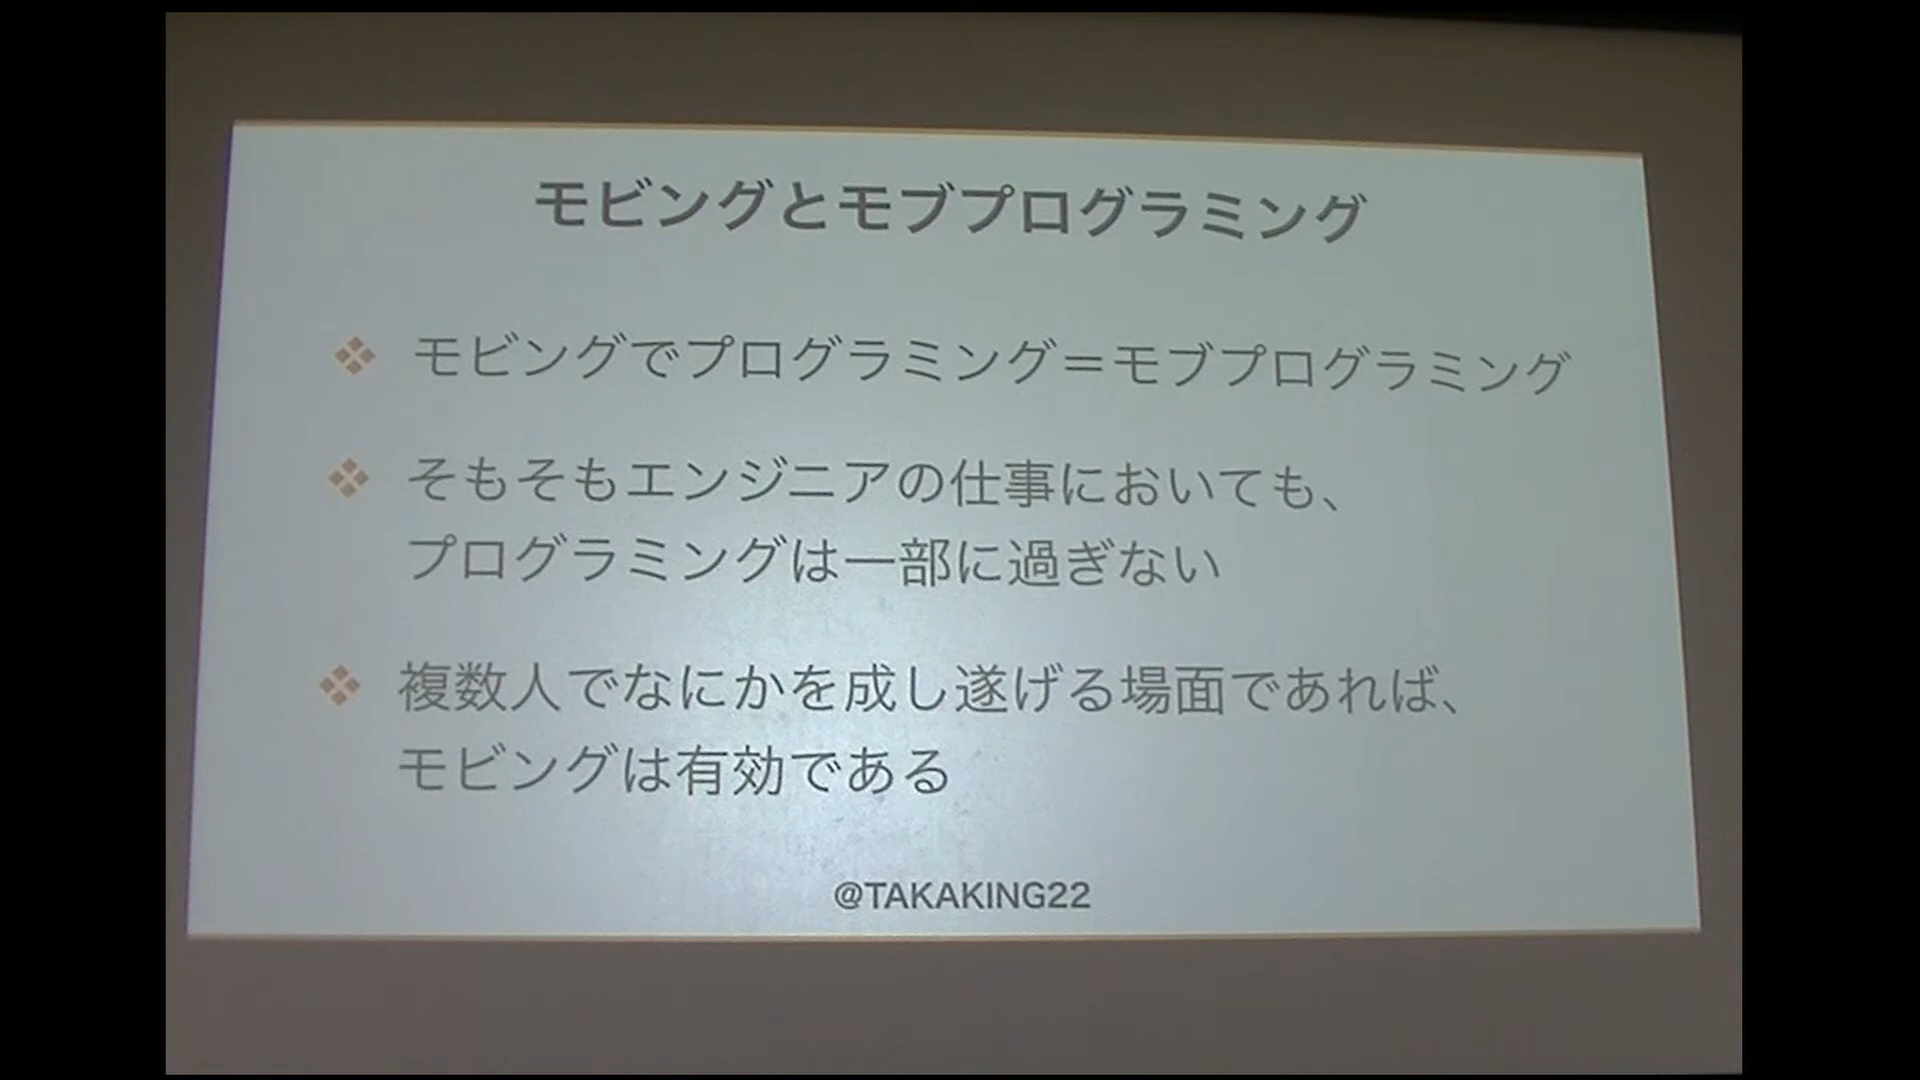 モビングとモブプログラミング
モビングでプログラミング＝モブプログラミング
そもそもエンジニアの仕事においても、
プログラミングは一部に過ぎない
複数人でなにかを成し遂げる場面であれば、
モビングは有効である
@TAKAKING22